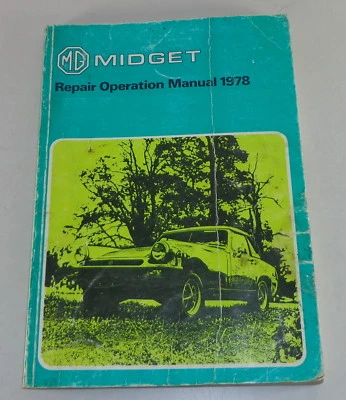 MG MIDGET
Repair Operation Manual 1978